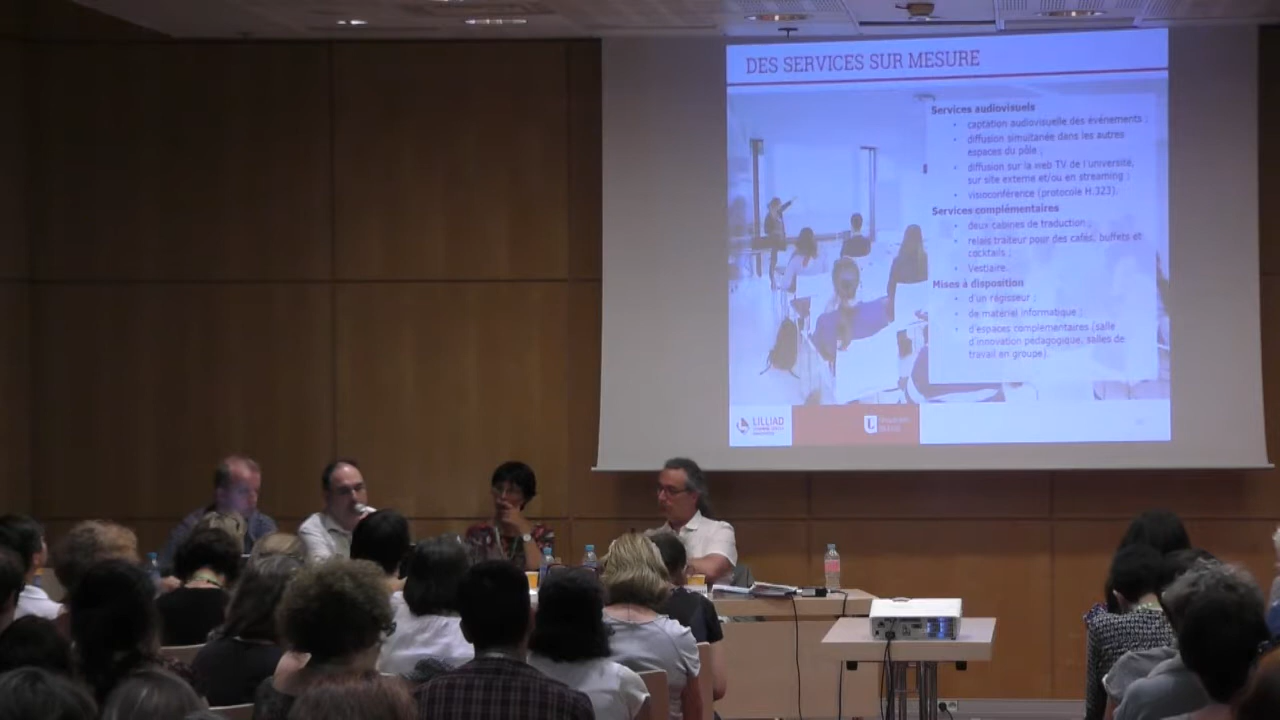 DES SERVICES SUR MESURE
Services audiovisuels
• captation audiovisuelle des événements ;
• diffusion simultanée dans les autres
espaces du pôle ;
• diffusion sur la web TV de l'université,
sur site externe et/ou en streaming ;
• visioconférence (protocole H.323).
Services complémentaires
• deux cabines de traduction ;
• relais traiteur pour des cafés, buffets et
cocktails ;
• Vestiaire.
Mises à disposition
• d'un régisseur ;
• de matériel informatique ;
• d'espaces complémentaires (salle
d'innovation pédagogique, salles de
travail en groupe).
LILLIAD